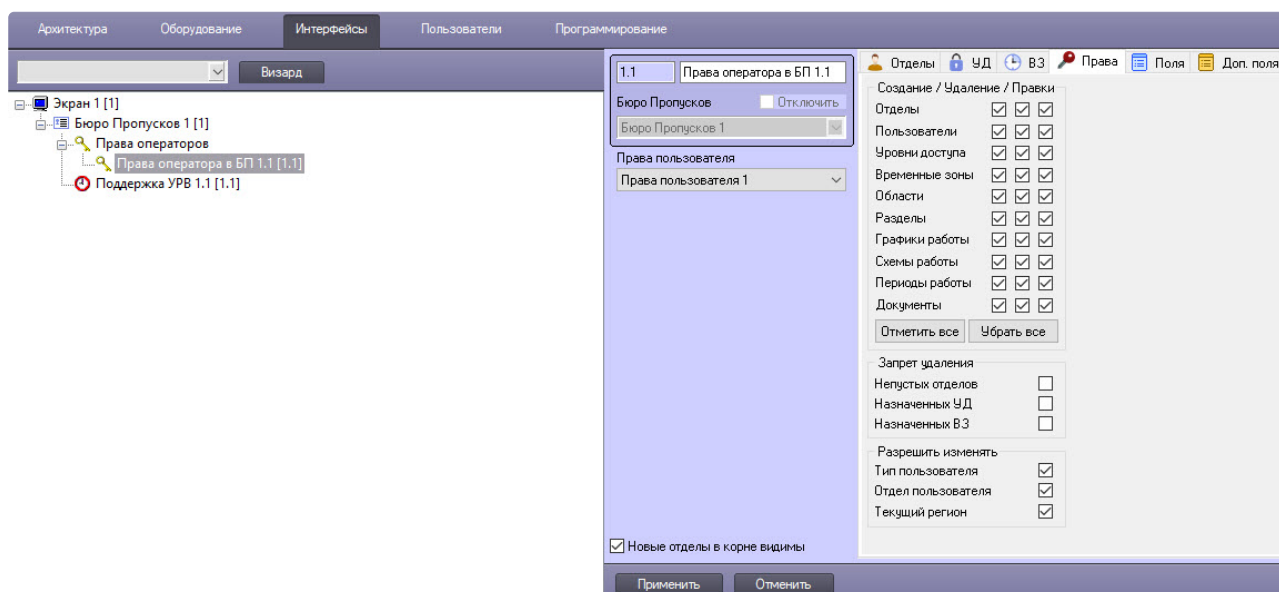 Архитектура Оборудование Интерфейсы Пользователи Программирование
Визард
Экран 1 [1]
Бюро Пропусков 1 [1]
Права операторов
Права оператора в БП 1.1 [1.1]
Поддержка УРВ 1.1 [1.1]
1.1 Права оператора в БП 1.1
Бюро Пропусков Отключить
Бюро Пропусков 1
Права пользователя
Права пользователя 1
Новые отделы в корне видимы
Применить Отменить
Отделы УД ВЗ Права Поля Доп. поля
Создание / Удаление / Правки
Отделы
Пользователи
Уровни доступа
Временные зоны
Области
Разделы
Графики работы
Схемы работы
Периоды работы
Документы
Отметить все Убрать все
Запрет удаления
Непустых отделов
Назначенных УД
Назначенных ВЗ
Разрешить изменять
Тип пользователя
Отдел пользователя
Текущий регион